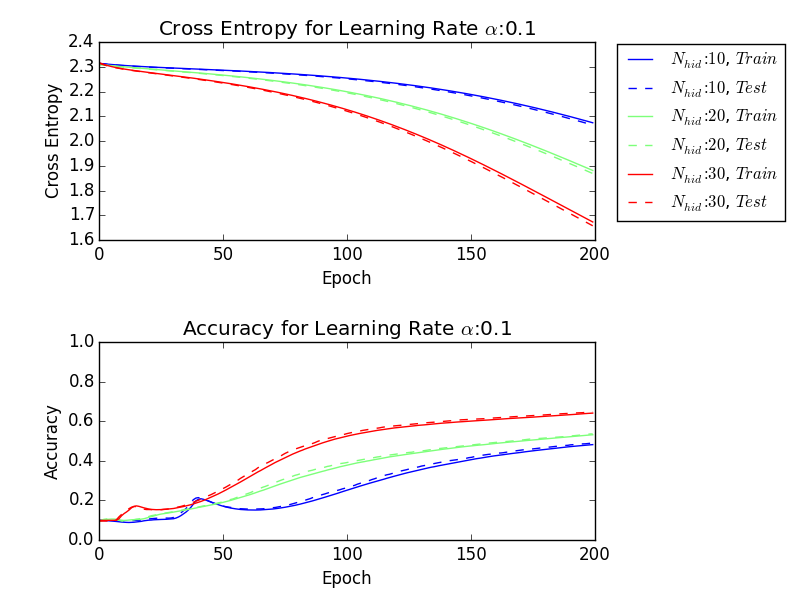 Cross Entropy for Learning Rate α:0.1
2.4
2.3
2.2
2.1
2.0
1.9
1.8
1.7
1.6
Cross Entropy
0 50 100 150 200
Epoch
N_hid:10, Train
N_hid:10, Test
N_hid:20, Train
N_hid:20, Test
N_hid:30, Train
N_hid:30, Test
Accuracy for Learning Rate α:0.1
1.0
0.8
0.6
0.4
0.2
0.0
Accuracy
0 50 100 150 200
Epoch